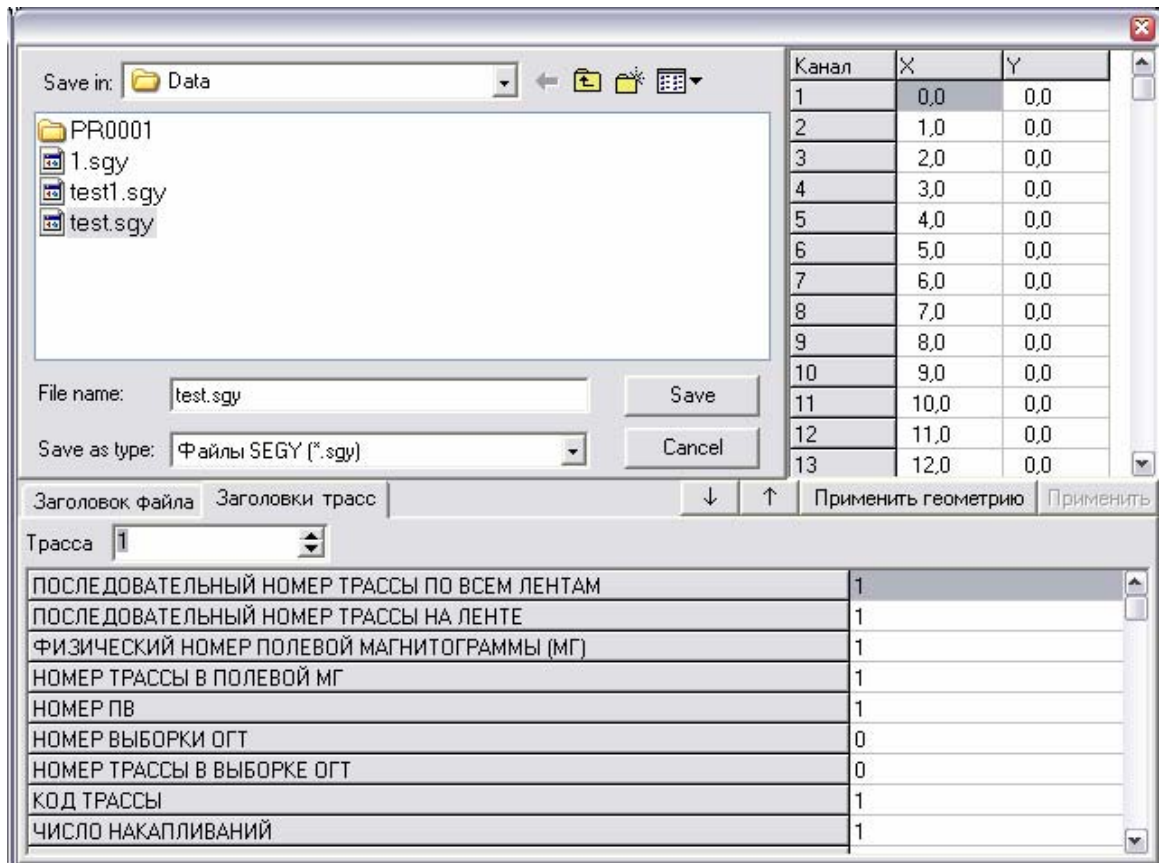 Save in: Data
PR0001
1.sgy
test1.sgy
test.sgy
File name: test.sgy Save
Save as type: Файлы SEGY (*.sgy) Cancel
Канал X Y
1 0,0 0,0
2 1,0 0,0
3 2,0 0,0
4 3,0 0,0
5 4,0 0,0
6 5,0 0,0
7 6,0 0,0
8 7,0 0,0
9 8,0 0,0
10 9,0 0,0
11 10,0 0,0
12 11,0 0,0
13 12,0 0,0
Заголовок файла Заголовки трасс ↓ ↑ Применить геометрию Применить
Трасса 1
ПОСЛЕДОВАТЕЛЬНЫЙ НОМЕР ТРАССЫ ПО ВСЕМ ЛЕНТАМ 1
ПОСЛЕДОВАТЕЛЬНЫЙ НОМЕР ТРАССЫ НА ЛЕНТЕ 1
ФИЗИЧЕСКИЙ НОМЕР ПОЛЕВОЙ МАГНИТОГРАММЫ (МГ) 1
НОМЕР ТРАССЫ В ПОЛЕВОЙ МГ 1
НОМЕР ПВ 1
НОМЕР ВЫБОРКИ ОГТ 0
НОМЕР ТРАССЫ В ВЫБОРКЕ ОГТ 0
КОД ТРАССЫ 1
ЧИСЛО НАКАПЛИВАНИЙ 1